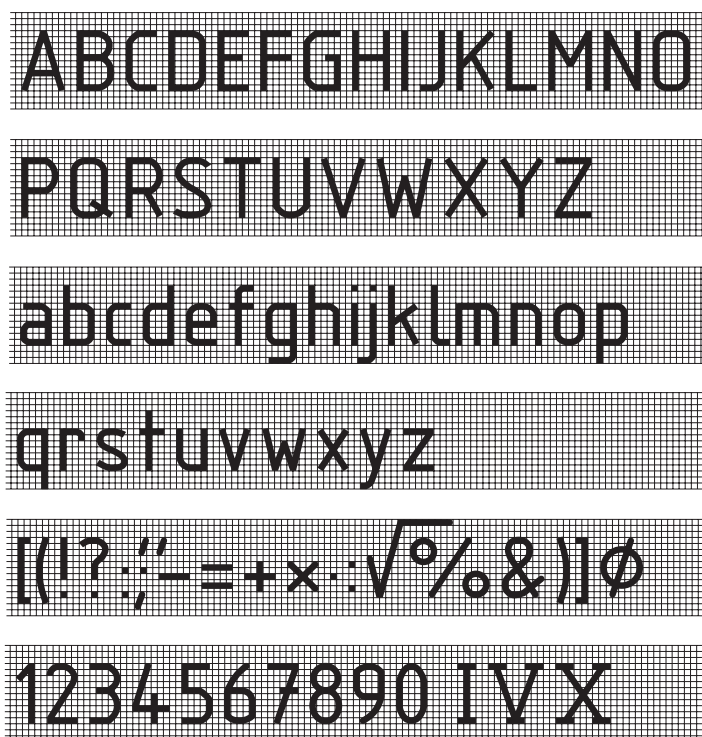 ABCDEFGHIJKLMNO
PQRSTUVWXYZ
abcdefghijklmnop
qrstuvwxyz
[(!?:;"-=+×·:√%&)]ø
1234567890 IVX